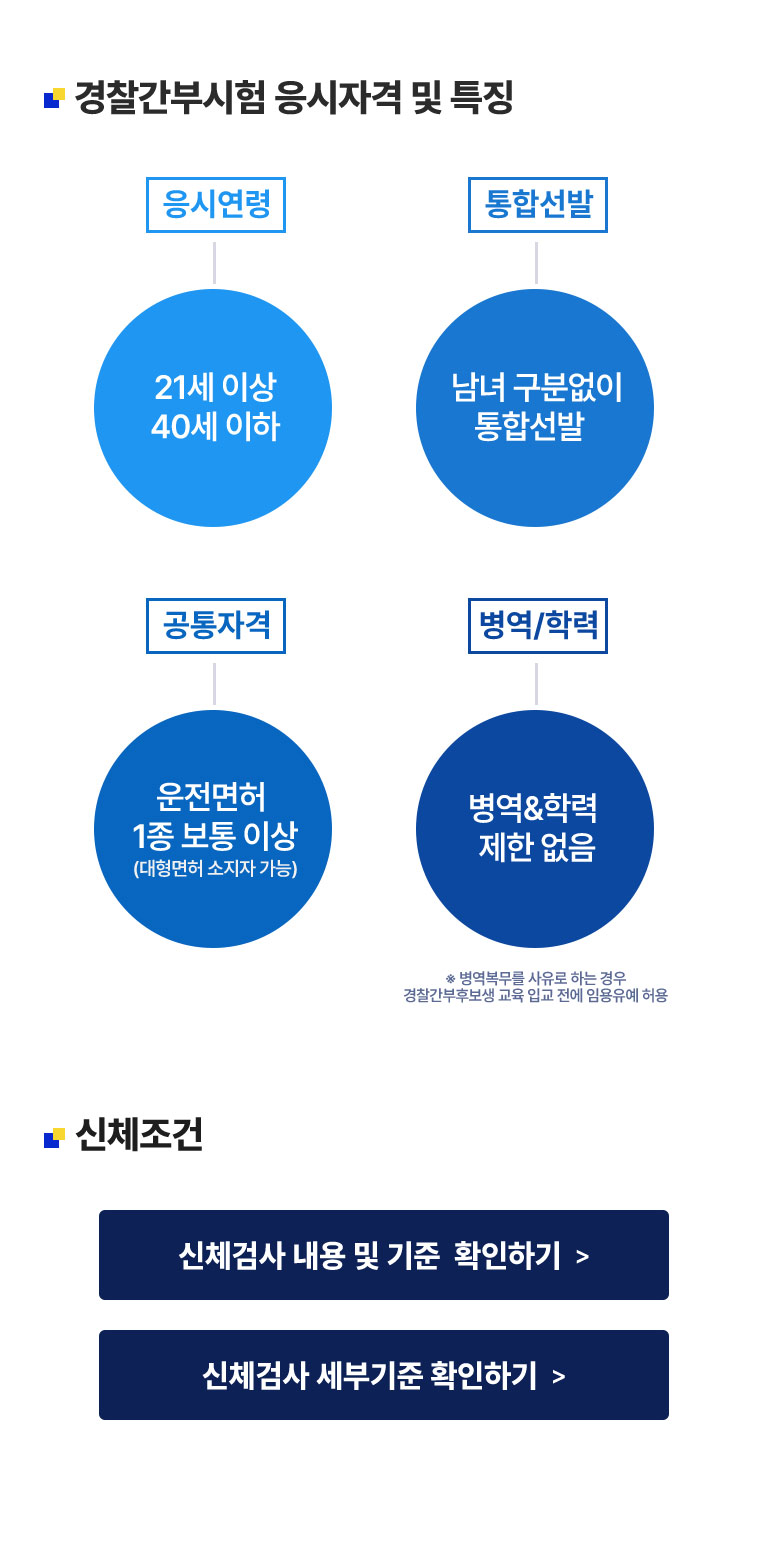 경찰간부시험 응시자격 및 특징
응시연령
21세 이상
40세 이하
통합선발
남녀 구분없이
통합선발
공통자격
운전면허
1종 보통 이상
(대형면허 소지자 가능)
병역/학력
병역&학력
제한 없음
※ 병역복무를 사유로 하는 경우
경찰간부후보생 교육 입교 전에 임용유예 허용
신체조건
신체검사 내용 및 기준 확인하기 >
신체검사 세부기준 확인하기 >